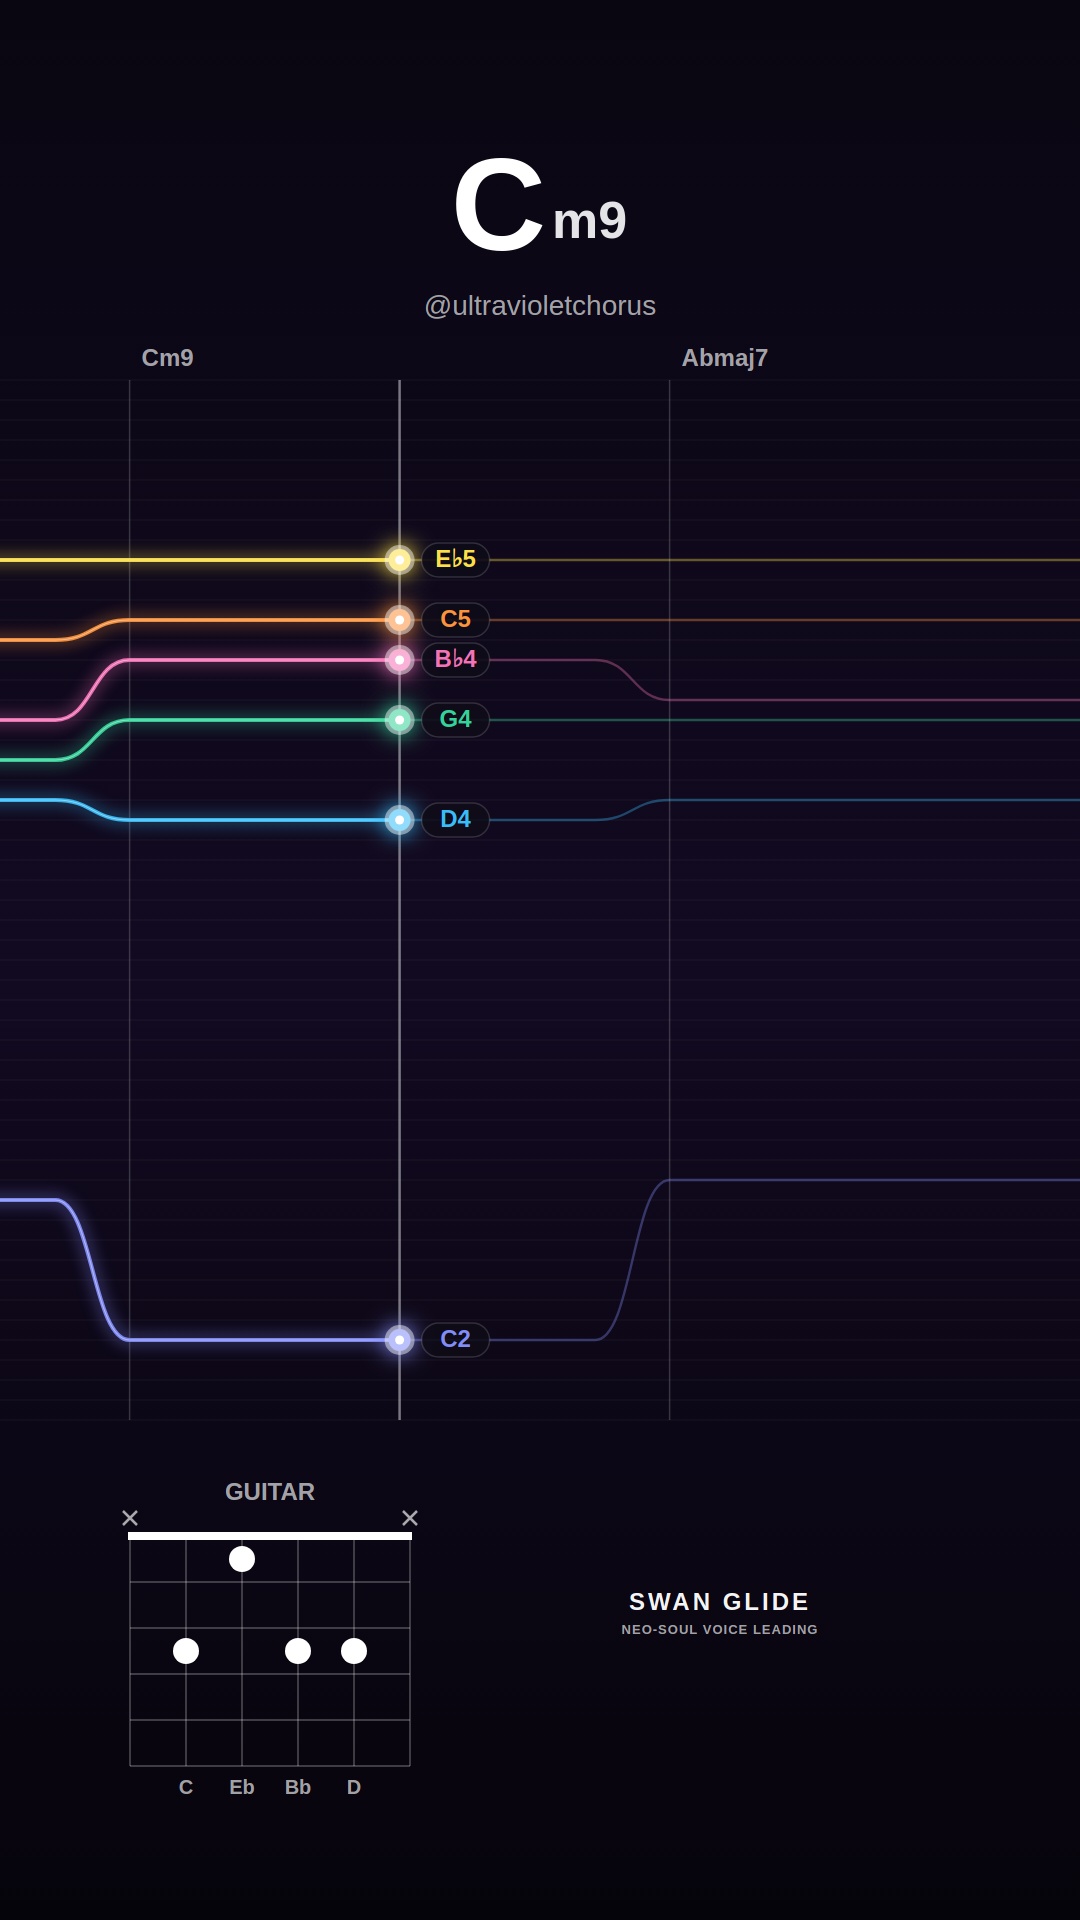 Cm9
@ultravioletchorus
Cm9 Abmaj7
E♭5
C5
B♭4
G4
D4
C2
GUITAR
× ×
SWAN GLIDE
NEO-SOUL VOICE LEADING
C Eb Bb D